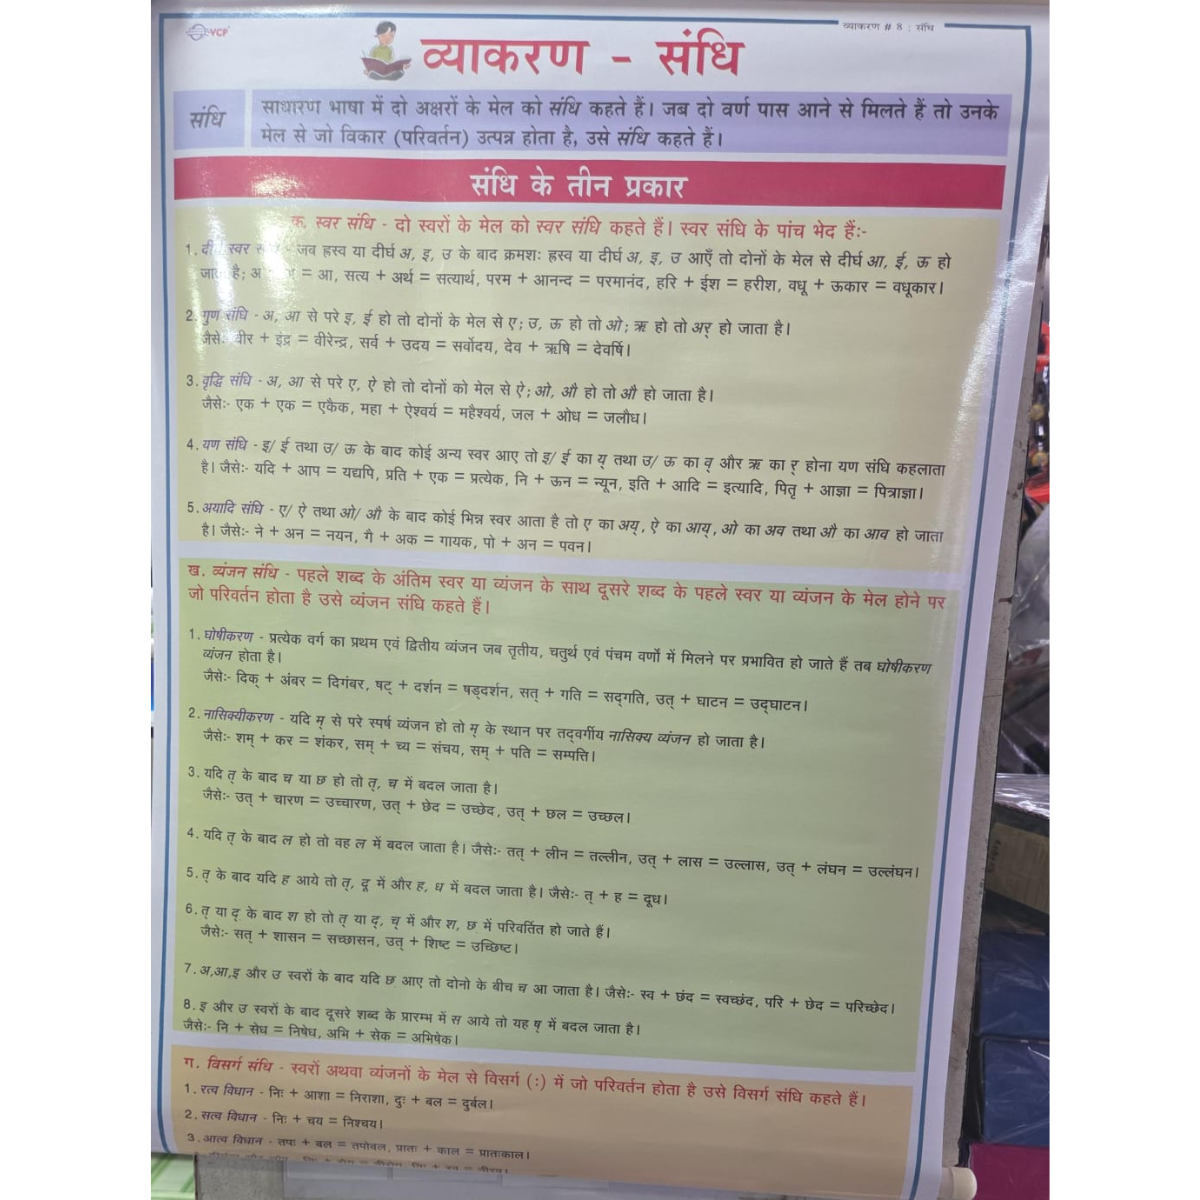 VCP
व्याकरण # 8 : संधि
व्याकरण - संधि
संधि
साधारण भाषा में दो अक्षरों के मेल को संधि कहते हैं। जब दो वर्ण पास आने से मिलते हैं तो उनके
मेल से जो विकार (परिवर्तन) उत्पन्न होता है, उसे संधि कहते हैं।
संधि के तीन प्रकार
क. स्वर संधि - दो स्वरों के मेल को स्वर संधि कहते हैं। स्वर संधि के पांच भेद हैं:-
1. स्वर - जब ह्रस्व या दीर्घ अ, इ, उ के बाद क्रमशः ह्रस्व या दीर्घ अ, इ, उ आएँ तो दोनों के मेल से दीर्घ आ, ई, ऊ हो
है; = आ, सत्य + अर्थ = सत्यार्थ, परम + आनन्द = परमानंद, हरि + ईश = हरीश, वधू + ऊकार = वधूकार।
2. गुण संधि - अ, आ से परे इ, ई हो तो दोनों के मेल से ए; उ, ऊ हो तो ओ; ऋ हो तो अर् हो जाता है।
जैसेः- वीर + इंद्र = वीरेन्द्र, सर्व + उदय = सर्वोदय, देव + ऋषि = देवर्षि।
3. वृद्धि संधि - अ, आ से परे ए, ऐ हो तो दोनों को मेल से ऐ; ओ, औ हो तो औ हो जाता है।
जैसेः- एक + एक = एकैक, महा + ऐश्वर्य = महैश्वर्य, जल + ओध = जलौध।
4. यण संधि - इ/ ई तथा उ/ ऊ के बाद कोई अन्य स्वर आए तो इ/ ई का य् तथा उ/ ऊ का व् और ऋ का र् होना यण संधि कहलाता
है। जैसेः- यदि + आप = यद्यपि, प्रति + एक = प्रत्येक, नि + ऊन = न्यून, इति + आदि = इत्यादि, पितृ + आज्ञा = पित्राज्ञा।
5. अयादि संधि - ए/ ऐ तथा ओ/ औ के बाद कोई भिन्न स्वर आता है तो ए का अय्, ऐ का आय्, ओ का अव तथा औ का आव हो जाता
है। जैसेः- ने + अन = नयन, गै + अक = गायक, पो + अन = पवन।
ख. व्यंजन संधि - पहले शब्द के अंतिम स्वर या व्यंजन के साथ दूसरे शब्द के पहले स्वर या व्यंजन के मेल होने पर
जो परिवर्तन होता है उसे व्यंजन संधि कहते हैं।
1. घोषीकरण - प्रत्येक वर्ग का प्रथम एवं द्वितीय व्यंजन जब तृतीय, चतुर्थ एवं पंचम वर्णों में मिलने पर प्रभावित हो जाते हैं तब घोषीकरण
व्यंजन होता है।
जैसेः- दिक् + अंबर = दिगंबर, षट् + दर्शन = षड्दर्शन, सत् + गति = सद्गति, उत् + घाटन = उद्घाटन।
2. नासिक्यीकरण - यदि म् से परे स्पर्ष व्यंजन हो तो म् के स्थान पर तद्वर्गीय नासिक्य व्यंजन हो जाता है।
जैसेः- शम् + कर = शंकर, सम् + च्य = संचय, सम् + पति = सम्पत्ति।
3. यदि त् के बाद च या छ हो तो त्, च में बदल जाता है।
जैसेः- उत् + चारण = उच्चारण, उत् + छेद = उच्छेद, उत् + छल = उच्छल।
4. यदि त् के बाद ल हो तो वह ल में बदल जाता है। जैसेः- तत् + लीन = तल्लीन, उत् + लास = उल्लास, उत् + लंघन = उल्लंघन।
5. त् के बाद यदि ह आये तो त्, दू में और ह, ध में बदल जाता है। जैसेः- त् + ह = दूध।
6. त् या द् के बाद श हो तो त् या द्, च् में और श, छ में परिवर्तित हो जाते हैं।
जैसेः- सत् + शासन = सच्छासन, उत् + शिष्ट = उच्छिष्ट।
7. अ,आ,इ और उ स्वरों के बाद यदि छ आए तो दोनो के बीच च आ जाता है। जैसेः- स्व + छंद = स्वच्छंद, परि + छेद = परिच्छेद।
8. इ और उ स्वरों के बाद दूसरे शब्द के प्रारम्भ में स आये तो यह ष् में बदल जाता है।
जैसेः- नि + सेध = निषेध, अभि + सेक = अभिषेक।
ग. विसर्ग संधि - स्वरों अथवा व्यंजनों के मेल से विसर्ग (:) में जो परिवर्तन होता है उसे विसर्ग संधि कहते हैं।
1. रत्व विधान - निः + आशा = निराशा, दुः + बल = दुर्बल।
2. सत्व विधान - निः + चय = निश्चय।
3. आत्व विधान - तपः + बल = तपोवल, प्रातः + काल = प्रातःकाल।